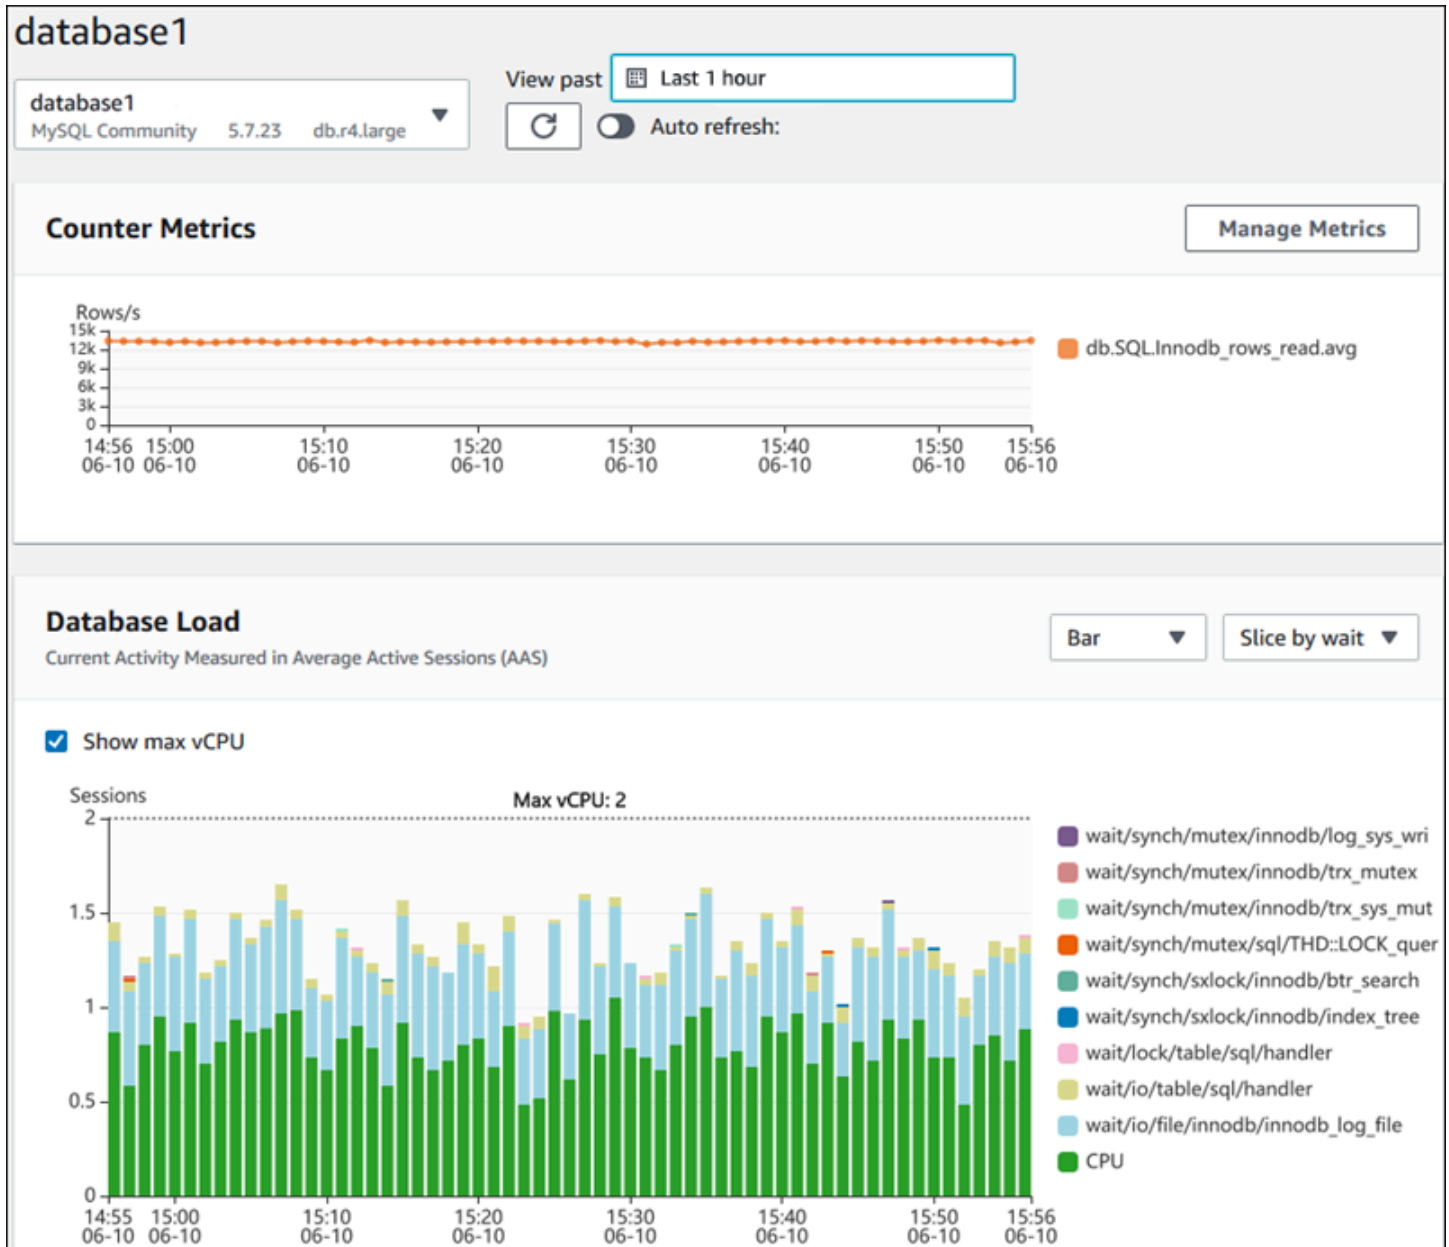 database1
database1
MySQL Community 5.7.23 db.r4.large
View past Last 1 hour
Auto refresh:
Counter Metrics
Manage Metrics
Rows/s
15k
12k
9k
6k
3k
0
14:56 15:00 15:10 15:20 15:30 15:40 15:50 15:56
06-10 06-10 06-10 06-10 06-10 06-10 06-10 06-10
db.SQL.Innodb_rows_read.avg
Database Load
Current Activity Measured in Average Active Sessions (AAS)
Bar
Slice by wait
Show max vCPU
Sessions
Max vCPU: 2
2
1.5
1
0.5
0
14:55 15:00 15:10 15:20 15:30 15:40 15:50 15:56
06-10 06-10 06-10 06-10 06-10 06-10 06-10 06-10
wait/synch/mutex/innodb/log_sys_wri
wait/synch/mutex/innodb/trx_mutex
wait/synch/mutex/innodb/trx_sys_mut
wait/synch/mutex/sql/THD::LOCK_quer
wait/synch/sxlock/innodb/btr_search
wait/synch/sxlock/innodb/index_tree
wait/lock/table/sql/handler
wait/io/table/sql/handler
wait/io/file/innodb/innodb_log_file
CPU